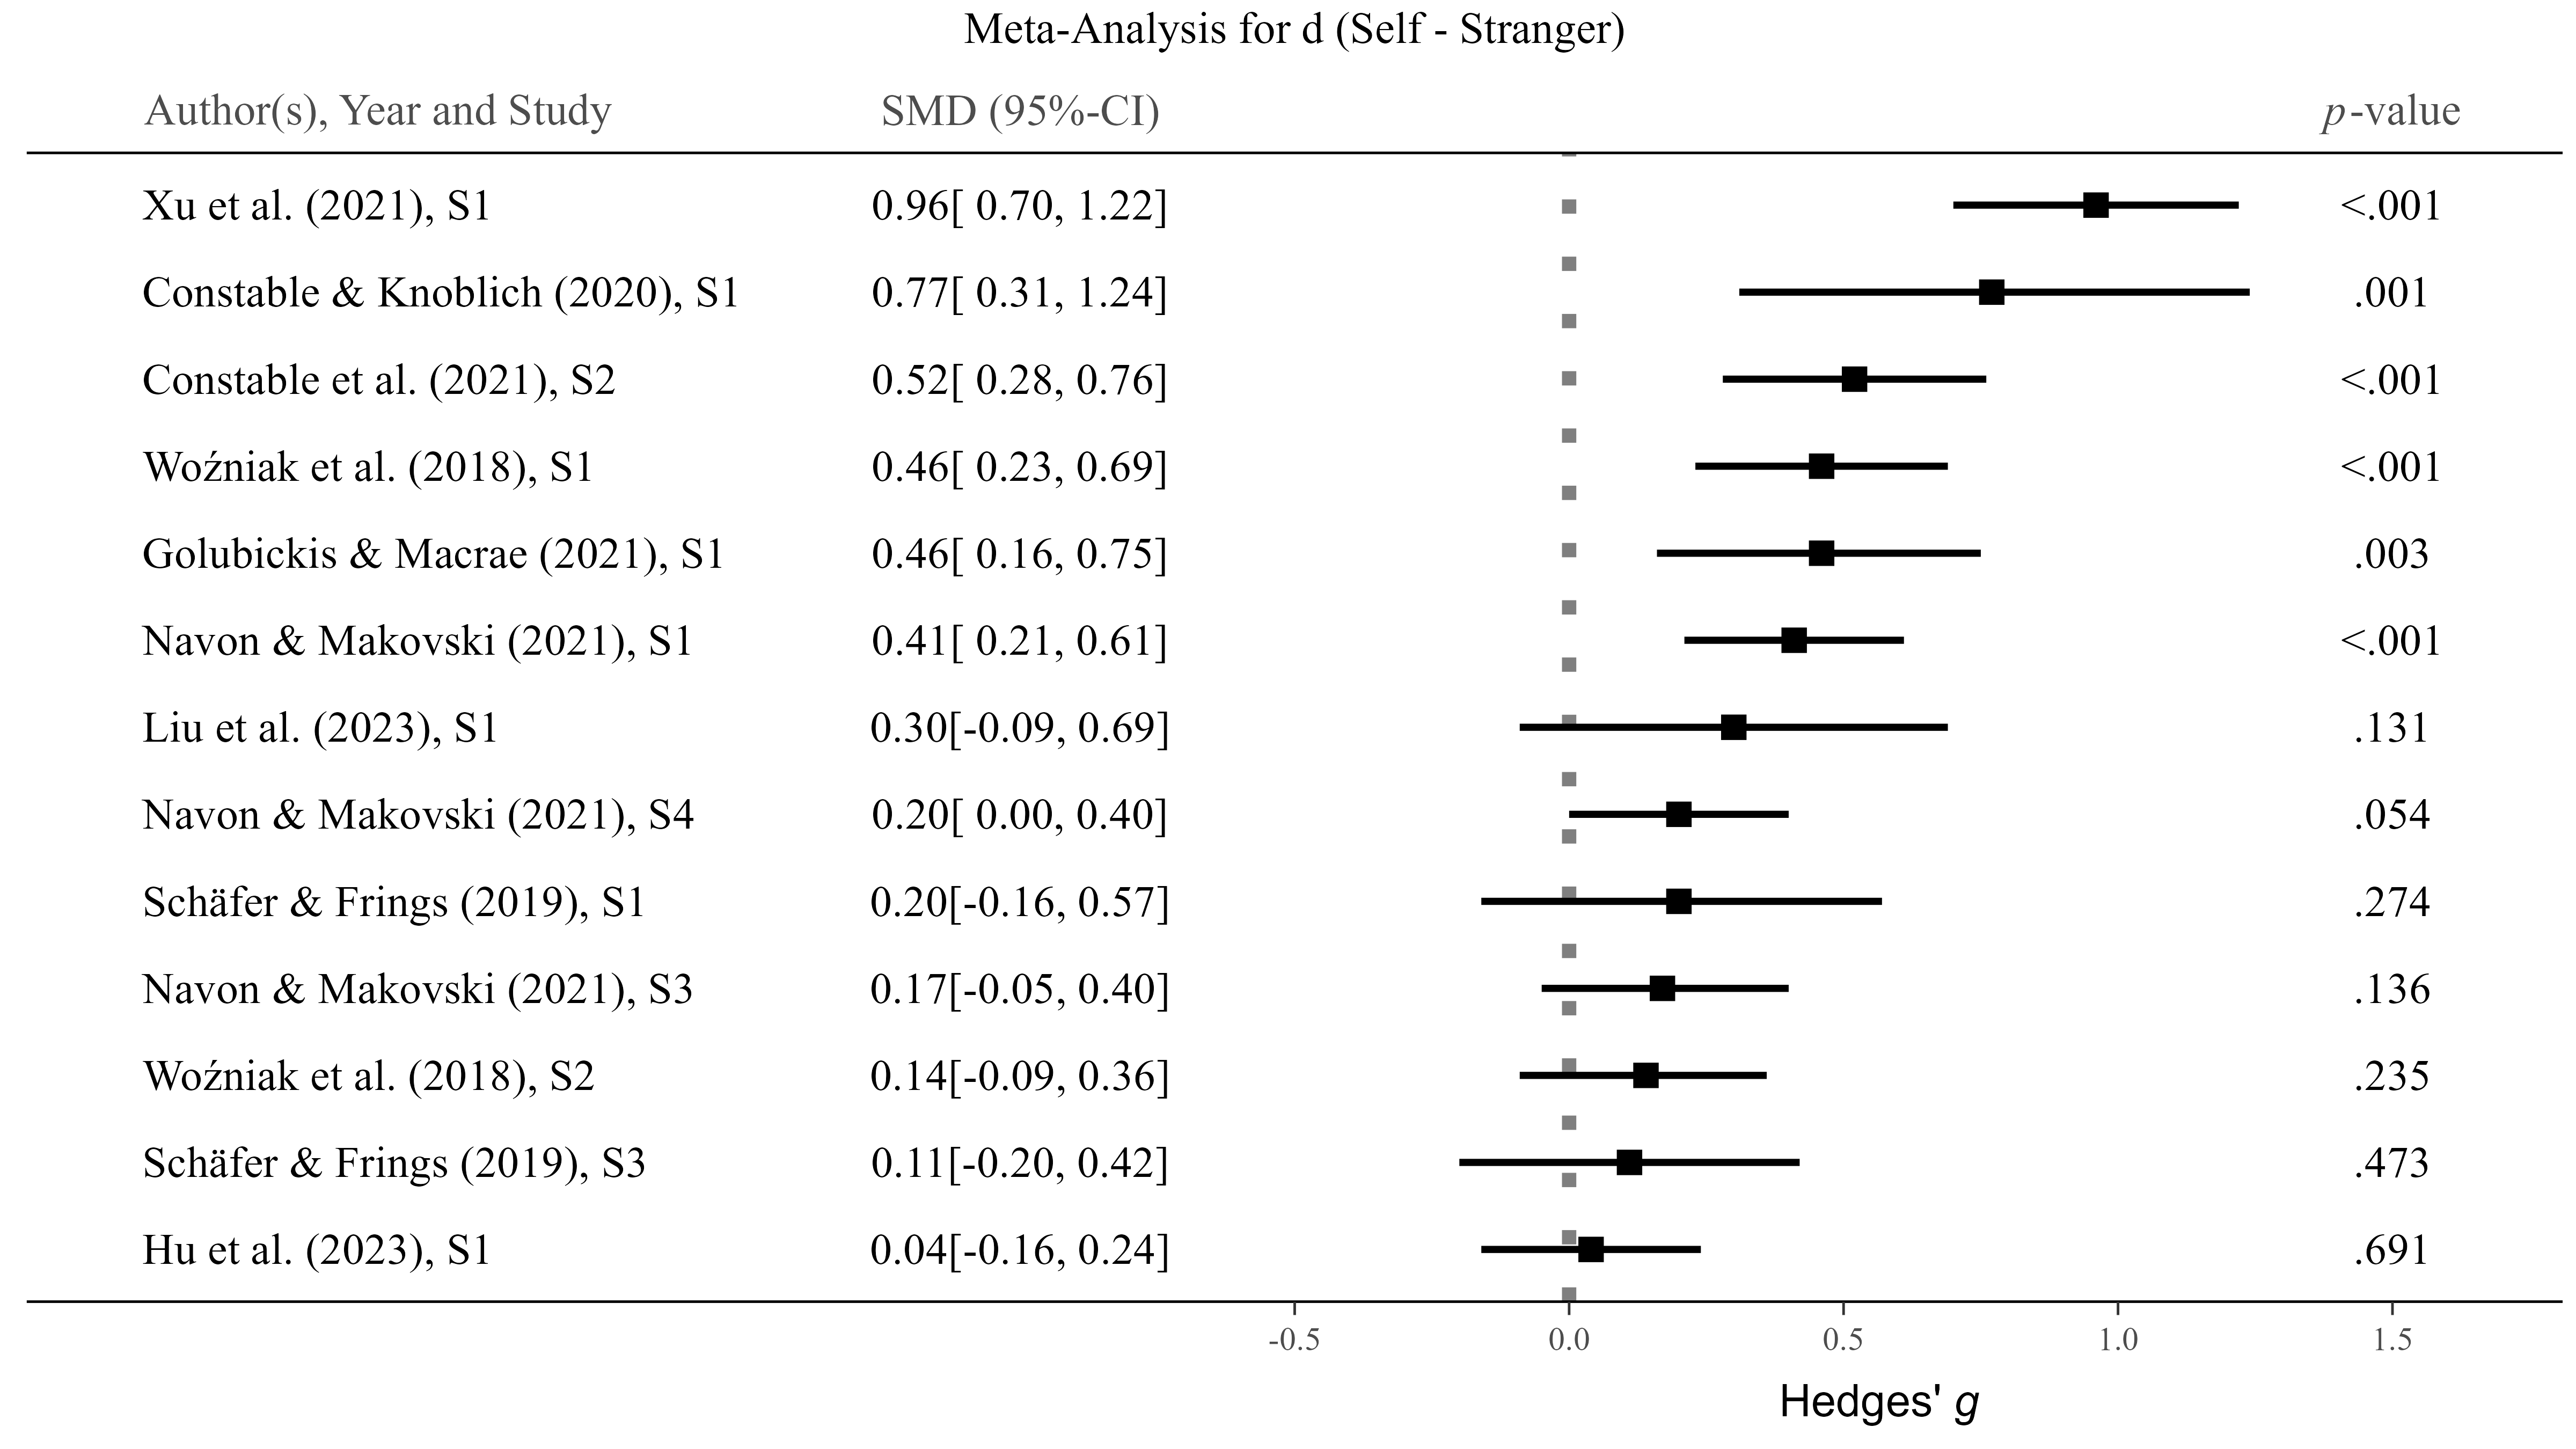 Meta-Analysis for d (Self - Stranger)
Author(s), Year and Study SMD (95%-CI) p-value
Xu et al. (2021), S1 0.96[ 0.70, 1.22] <.001
Constable & Knoblich (2020), S1 0.77[ 0.31, 1.24] .001
Constable et al. (2021), S2 0.52[ 0.28, 0.76] <.001
Woźniak et al. (2018), S1 0.46[ 0.23, 0.69] <.001
Golubickis & Macrae (2021), S1 0.46[ 0.16, 0.75] .003
Navon & Makovski (2021), S1 0.41[ 0.21, 0.61] <.001
Liu et al. (2023), S1 0.30[-0.09, 0.69] .131
Navon & Makovski (2021), S4 0.20[ 0.00, 0.40] .054
Schäfer & Frings (2019), S1 0.20[-0.16, 0.57] .274
Navon & Makovski (2021), S3 0.17[-0.05, 0.40] .136
Woźniak et al. (2018), S2 0.14[-0.09, 0.36] .235
Schäfer & Frings (2019), S3 0.11[-0.20, 0.42] .473
Hu et al. (2023), S1 0.04[-0.16, 0.24] .691
-0.5 0.0 0.5 1.0 1.5
Hedges' g